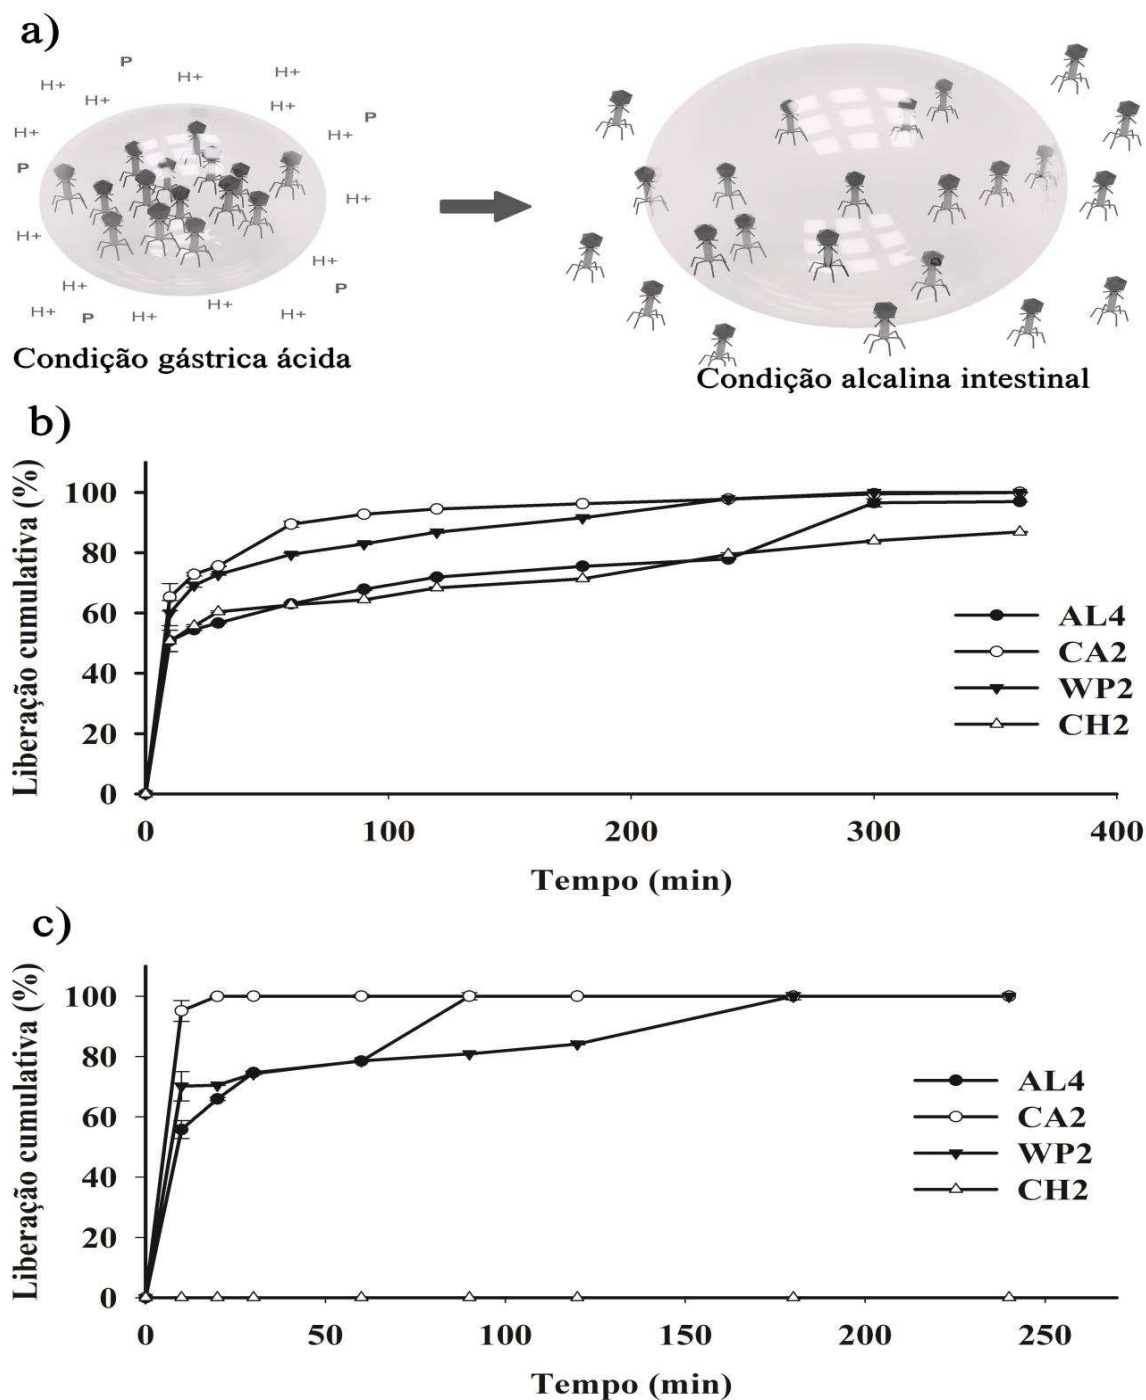 a)
P
H+ H+
H+
H+ H+
P
H+ H+
P
H+
H+
H+
H+ P
H+ H+
H+ P H+ H+
Condição gástrica ácida
Condição alcalina intestinal
b)
Liberação cumulativa (%)
100
80
60
40
20
0
0 100 200 300 400
Tempo (min)
AL4
CA2
WP2
CH2
c)
Liberação cumulativa (%)
100
80
60
40
20
0
0 50 100 150 200 250
Tempo (min)
AL4
CA2
WP2
CH2